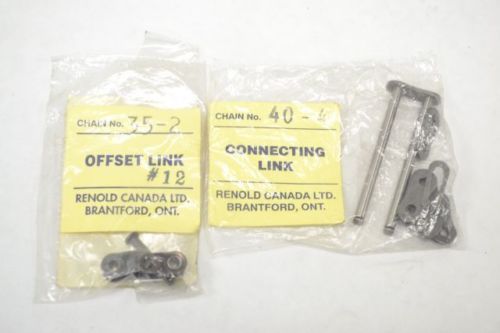 CHAIN No. 35-2
OFFSET LINK
#12
RENOLD CANADA LTD.
BRANTFORD, ONT.
CHAIN No. 40-4
CONNECTING
LINK
RENOLD CANADA LTD.
BRANTFORD, ONT.